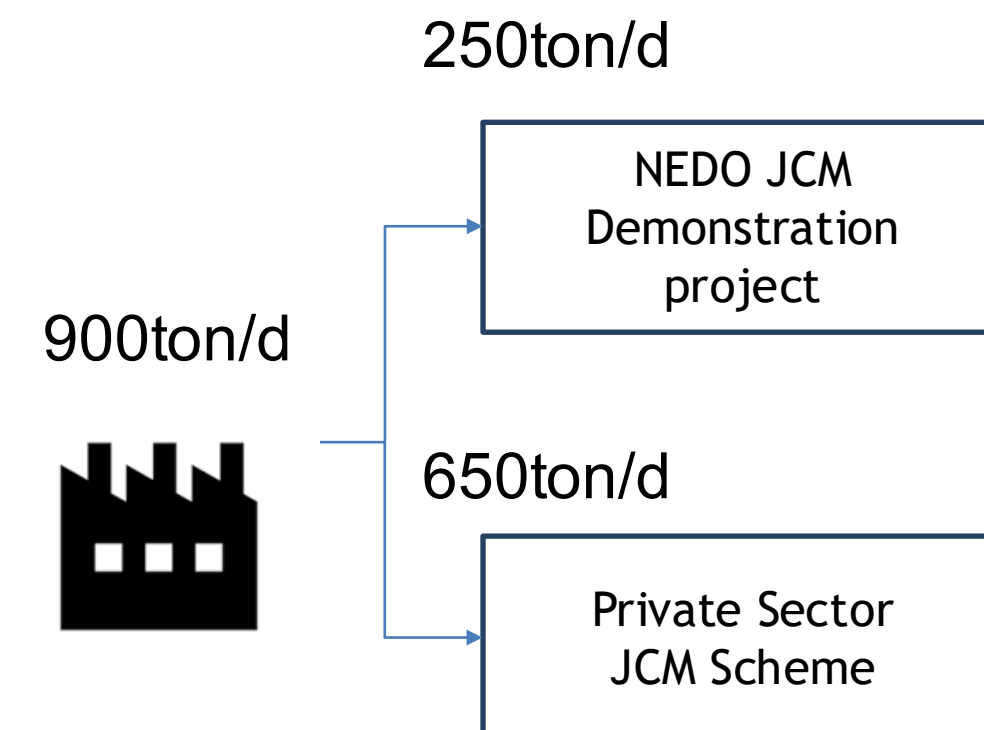 250ton/d
NEDO JCM
Demonstration
project
900ton/d
650ton/d
Private Sector
JCM Scheme